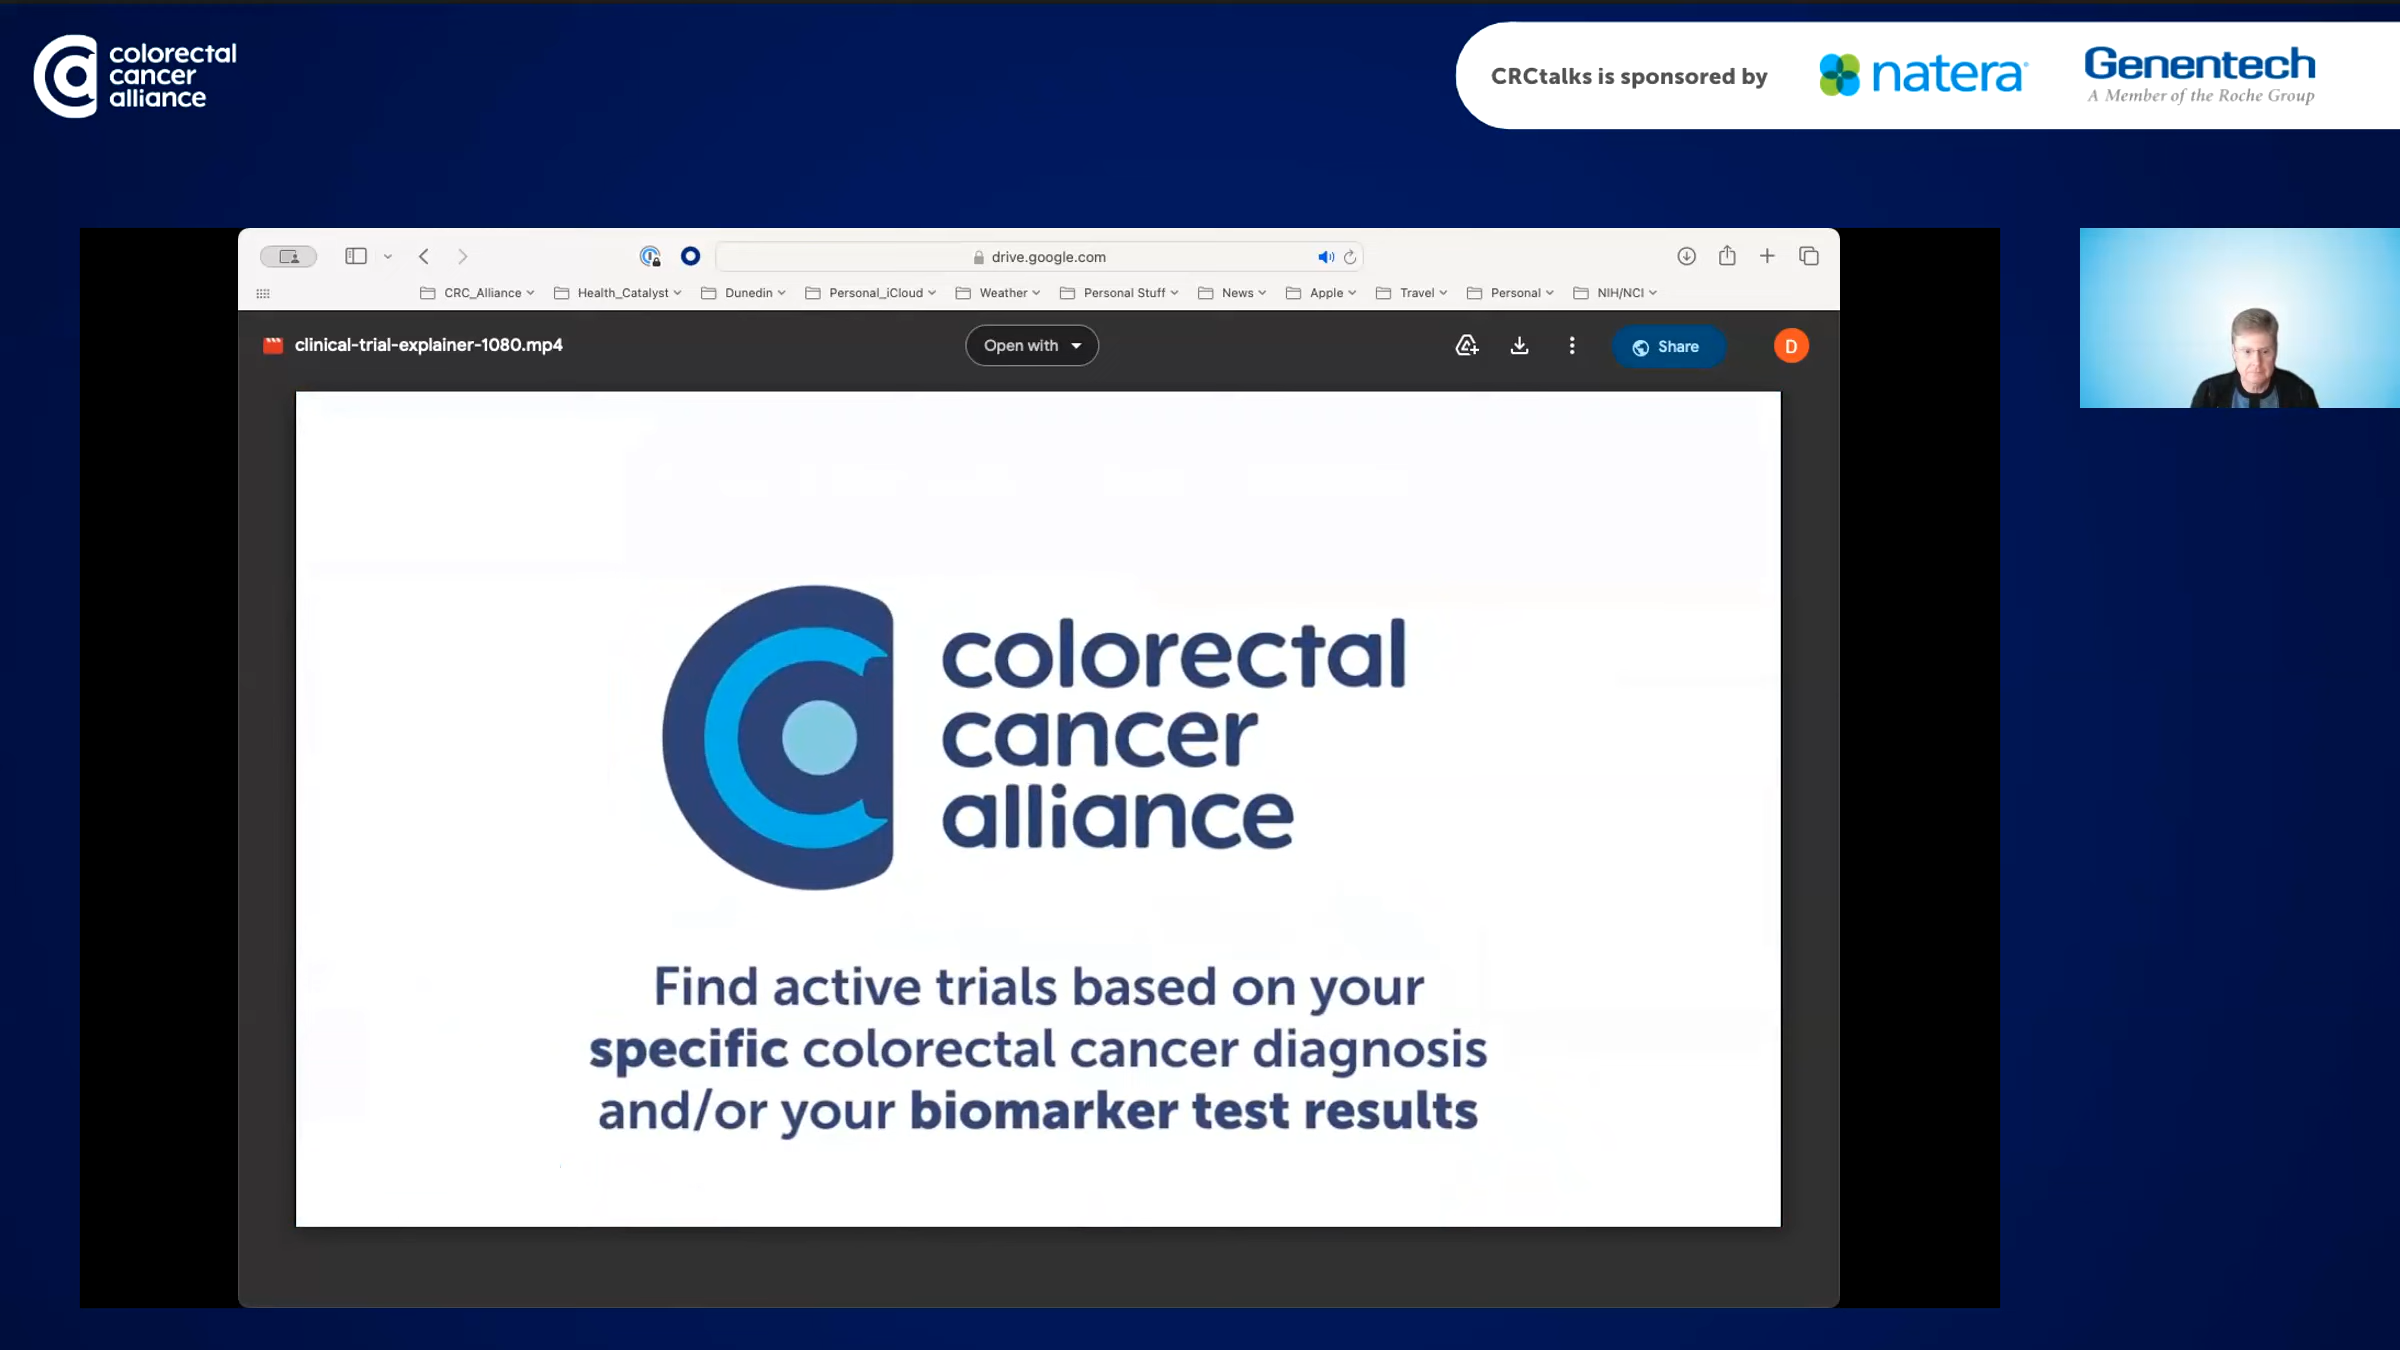 colorectal
cancer
alliance
CRCtalks is sponsored by
natera
Genentech
A Member of the Roche Group
drive.google.com
CRC_Alliance
Health_Catalyst
Dunedin
Personal_iCloud
Weather
Personal Stuff
News
Apple
Travel
Personal
NIH/NCI
clinical-trial-explainer-1080.mp4
Open with
Share
D
colorectal
cancer
alliance
Find active trials based on your
specific colorectal cancer diagnosis
and/or your biomarker test results